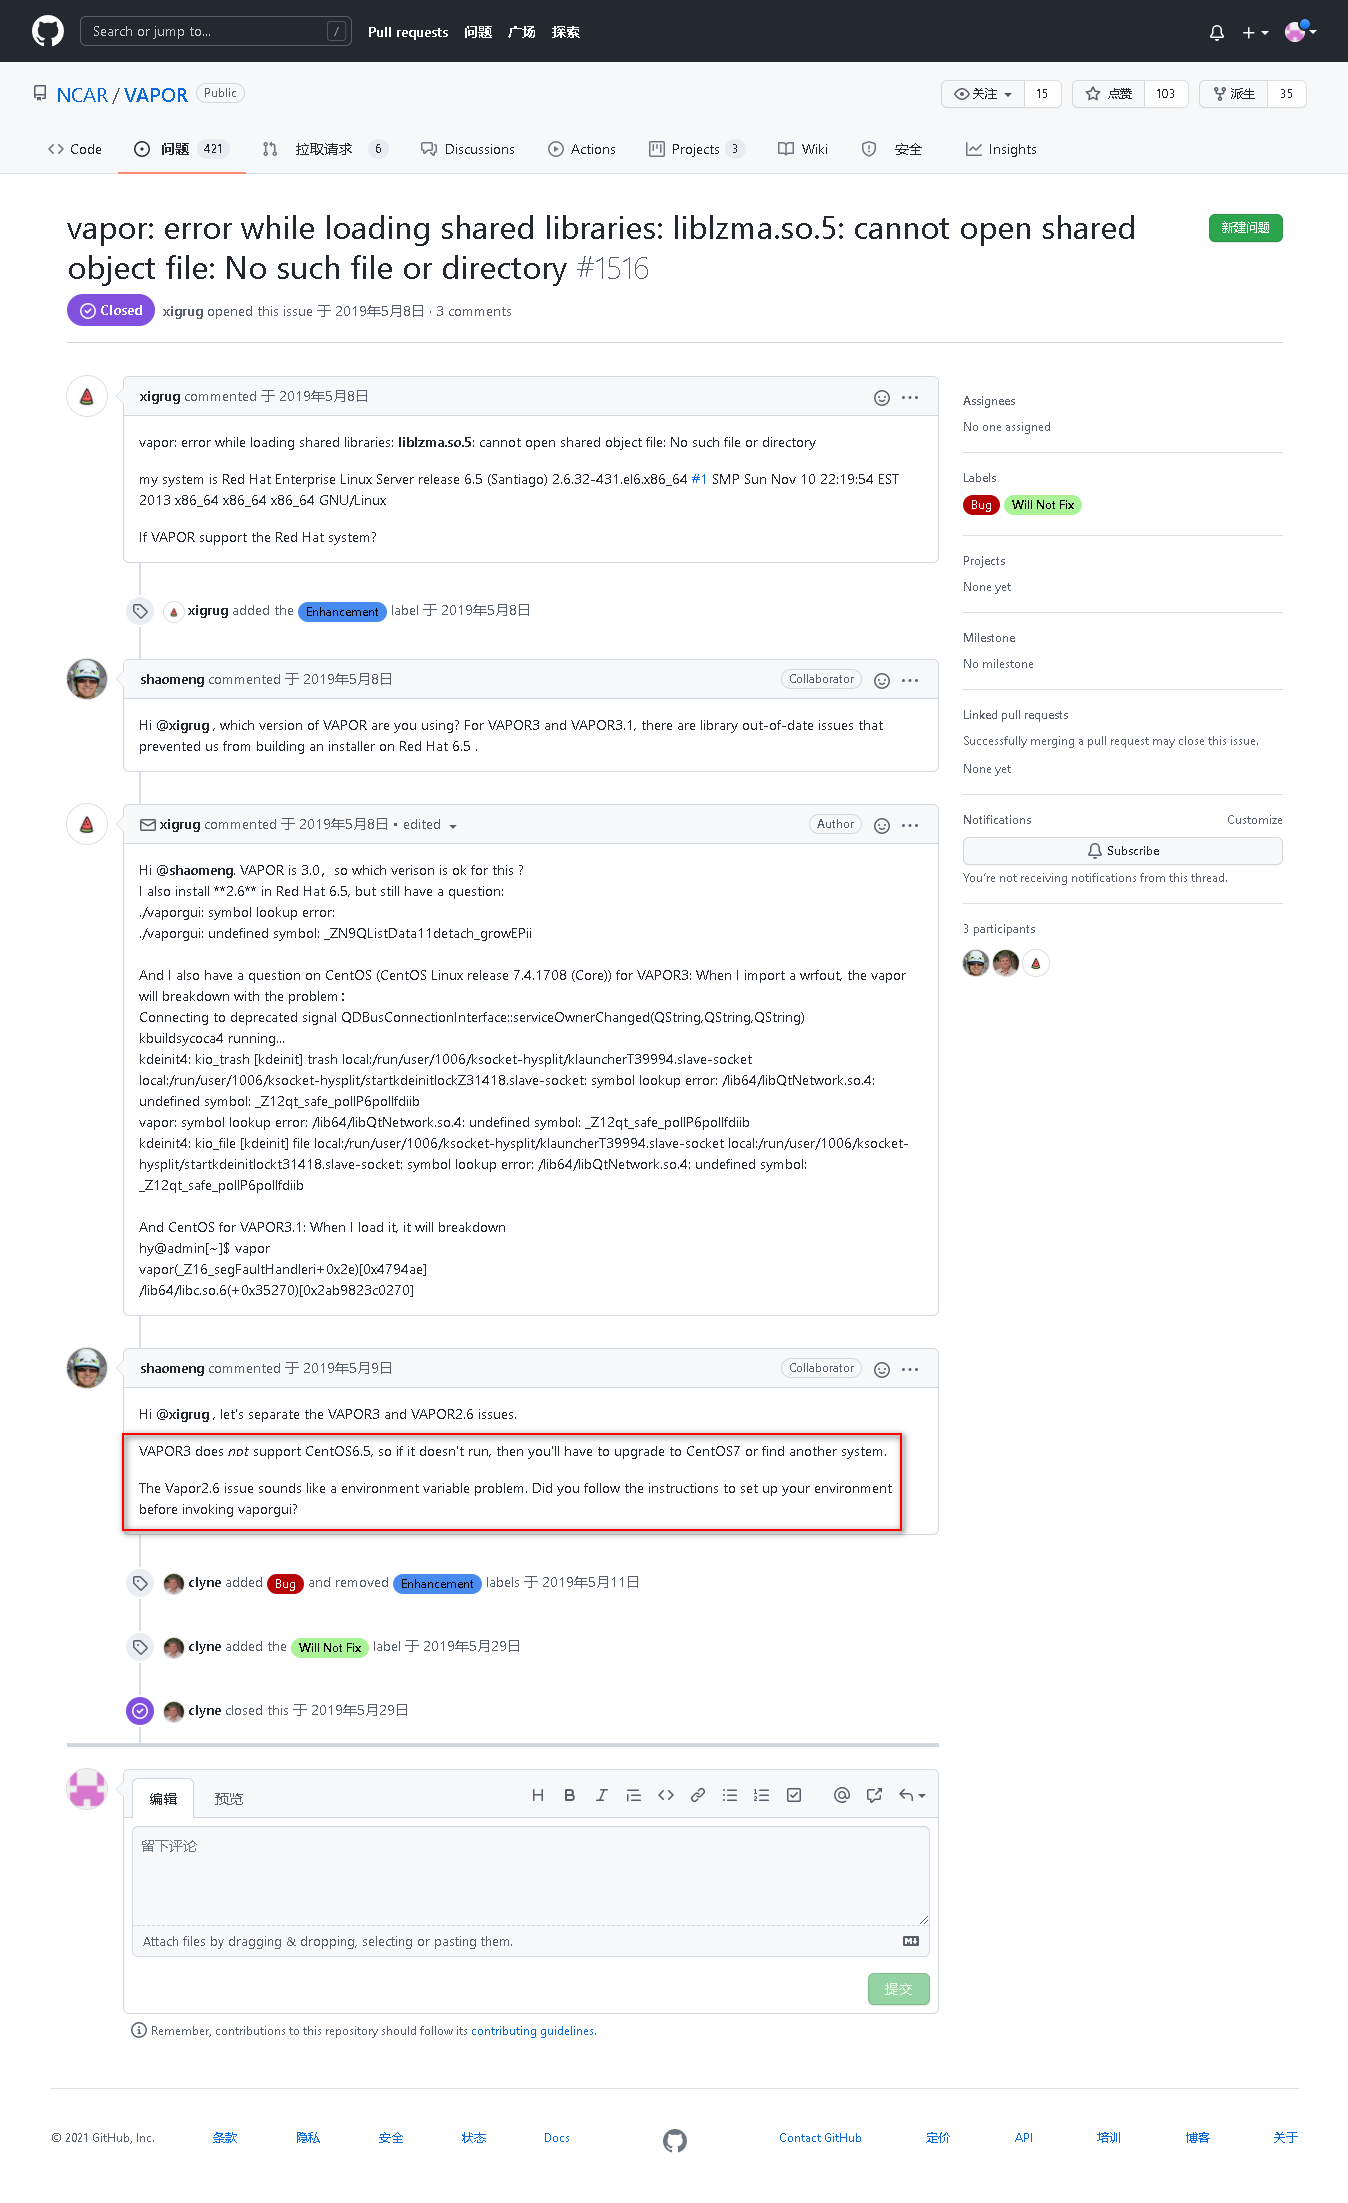 Search or jump to... / Pull requests 问题 广场 探索
NCAR / VAPOR Public 关注 15 点赞 103 派生 35
Code 问题 421 拉取请求 6 Discussions Actions Projects 3 Wiki 安全 Insights
vapor: error while loading shared libraries: liblzma.so.5: cannot open shared
object file: No such file or directory #1516
新建问题
Closed xigrug opened this issue 于 2019年5月8日 · 3 comments
xigrug commented 于 2019年5月8日
vapor: error while loading shared libraries: liblzma.so.5: cannot open shared object file: No such file or directory
my system is Red Hat Enterprise Linux Server release 6.5 (Santiago) 2.6.32-431.el6.x86_64 #1 SMP Sun Nov 10 22:19:54 EST
2013 x86_64 x86_64 x86_64 GNU/Linux
If VAPOR support the Red Hat system?
xigrug added the Enhancement label 于 2019年5月8日
shaomeng commented 于 2019年5月8日 Collaborator
Hi @xigrug , which version of VAPOR are you using? For VAPOR3 and VAPOR3.1, there are library out-of-date issues that
prevented us from building an installer on Red Hat 6.5 .
xigrug commented 于 2019年5月8日 • edited Author
Hi @shaomeng. VAPOR is 3.0，so which verison is ok for this ?
I also install **2.6** in Red Hat 6.5, but still have a question:
./vaporgui: symbol lookup error:
./vaporgui: undefined symbol: _ZN9QListData11detach_growEPii
And I also have a question on CentOS (CentOS Linux release 7.4.1708 (Core)) for VAPOR3: When I import a wrfout, the vapor
will breakdown with the problem：
Connecting to deprecated signal QDBusConnectionInterface::serviceOwnerChanged(QString,QString,QString)
kbuildsycoca4 running...
kdeinit4: kio_trash [kdeinit] trash local:/run/user/1006/ksocket-hysplit/klauncherT39994.slave-socket
local:/run/user/1006/ksocket-hysplit/startkdeinitlockZ31418.slave-socket: symbol lookup error: /lib64/libQtNetwork.so.4:
undefined symbol: _Z12qt_safe_pollP6pollfdiib
vapor: symbol lookup error: /lib64/libQtNetwork.so.4: undefined symbol: _Z12qt_safe_pollP6pollfdiib
kdeinit4: kio_file [kdeinit] file local:/run/user/1006/ksocket-hysplit/klauncherT39994.slave-socket local:/run/user/1006/ksocket-
hysplit/startkdeinitlockt31418.slave-socket: symbol lookup error: /lib64/libQtNetwork.so.4: undefined symbol:
_Z12qt_safe_pollP6pollfdiib
And CentOS for VAPOR3.1: When I load it, it will breakdown
hy@admin[~]$ vapor
vapor(_Z16_segFaultHandleri+0x2e)[0x4794ae]
/lib64/libc.so.6(+0x35270)[0x2ab9823c0270]
shaomeng commented 于 2019年5月9日 Collaborator
Hi @xigrug , let's separate the VAPOR3 and VAPOR2.6 issues.
VAPOR3 does not support CentOS6.5, so if it doesn't run, then you'll have to upgrade to CentOS7 or find another system.
The Vapor2.6 issue sounds like a environment variable problem. Did you follow the instructions to set up your environment
before invoking vaporgui?
clyne added Bug and removed Enhancement labels 于 2019年5月11日
clyne added the Will Not Fix label 于 2019年5月29日
clyne closed this 于 2019年5月29日
编辑 预览
留下评论
Attach files by dragging & dropping, selecting or pasting them.
提交
Remember, contributions to this repository should follow its contributing guidelines.
Assignees
No one assigned
Labels
Bug Will Not Fix
Projects
None yet
Milestone
No milestone
Linked pull requests
Successfully merging a pull request may close this issue.
None yet
Notifications Customize
Subscribe
You're not receiving notifications from this thread.
3 participants
© 2021 GitHub, Inc. 条款 隐私 安全 状态 Docs Contact GitHub 定价 API 培训 博客 关于